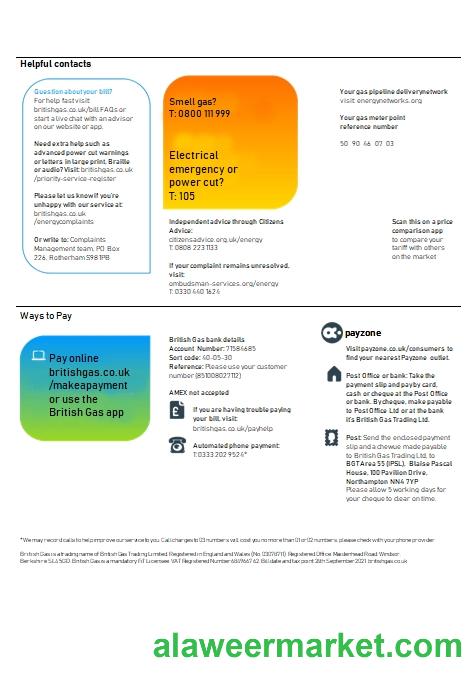 Helpful contacts
Question about your bill?
For help fast visit
britishgas.co.uk/bill FAQs or
start a live chat with an advisor
on our website or app.
Need extra help such as
advanced power cut warnings
or letters in large print, Braille
or audio? Visit: britishgas.co.uk
/priority-service-register
Please let us know if you're
unhappy with our service at:
britishgas.co.uk
/energycomplaints
Or write to: Complaints
Management team, PO Box
226, Rotherham S98 1PB
Smell gas?
T: 0800 111 999
Electrical
emergency or
power cut?
T: 105
Independent advice through Citizens
Advice:
citizensadvice.org.uk/energy
T: 0808 223 1133
If your complaint remains unresolved,
visit:
ombudsman-services.org/energy
T: 0330 440 1624
Your gas pipeline delivery network
visit energynetworks.org
Your gas meter point
reference number
50 90 46 07 03
Scan this on a price
comparison app
to compare your
tariff with others
on the market
Ways to Pay
Pay online
britishgas.co.uk
/makeapayment
or use the
British Gas app
British Gas bank details
Account Number: 71584685
Sort code: 40-05-30
Reference: Please use your customer
number (851008027112)
AMEX not accepted
If you are having trouble paying
your bill, visit:
britishgas.co.uk/payhelp
Automated phone payment:
T:0333 202 9524*
payzone
Visit payzone.co.uk/consumers to
find your nearest Payzone outlet.
Post Office or bank: Take the
payment slip and pay by card,
cash or cheque at the Post Office
or bank. By cheque, make payable
to Post Office Ltd or at the bank
it's British Gas Trading Ltd.
Post: Send the enclosed payment
slip and a chewue made payable
to British Gas Trading Ltd, to
BGT Area 55 (IPSL), Blaise Pascal
House, 100 Pavilion Drive,
Northampton NN4 7YP
Please allow 5 working days for
your cheque to clear on time.
*We may record calls to help improve our service to you. Call charges to 03 numbers will cost you no more than 01 or 02 numbers, please check with your phone provider
British Gas is a trading name of British Gas Trading Limited. Registered in England and Wales (No. 03078711). Registered Office: Maidenhead Road, Windsor,
Berkshire SL4 5GD. British Gas is a mandatory FiT Licensee. VAT Registered Number 684 9667 62. Bill date and tax point 28th September 2021. britishgas.co.uk
alaweermarket.com